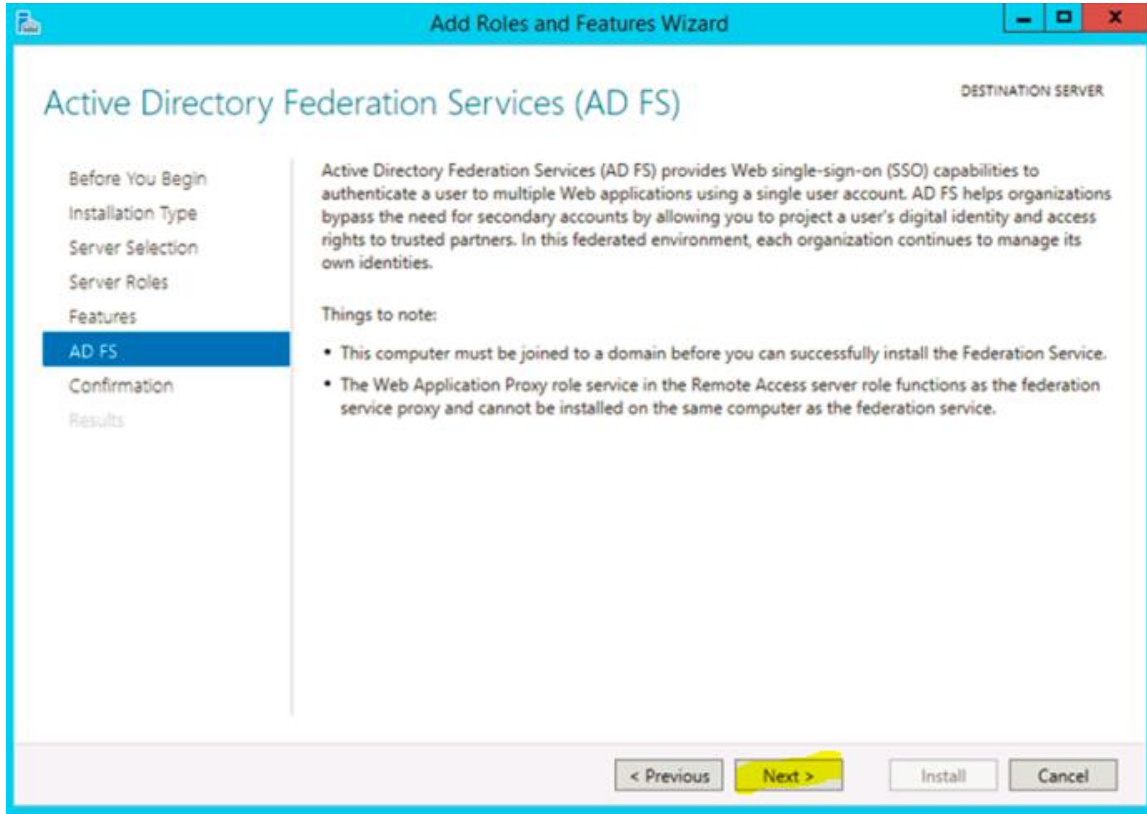 Add Roles and Features Wizard
Active Directory Federation Services (AD FS)
DESTINATION SERVER
Before You Begin
Installation Type
Server Selection
Server Roles
Features
AD FS
Confirmation
Results
Active Directory Federation Services (AD FS) provides Web single-sign-on (SSO) capabilities to
authenticate a user to multiple Web applications using a single user account. AD FS helps organizations
bypass the need for secondary accounts by allowing you to project a user's digital identity and access
rights to trusted partners. In this federated environment, each organization continues to manage its
own identities.
Things to note:
• This computer must be joined to a domain before you can successfully install the Federation Service.
• The Web Application Proxy role service in the Remote Access server role functions as the federation
service proxy and cannot be installed on the same computer as the federation service.
< Previous
Next >
Install
Cancel